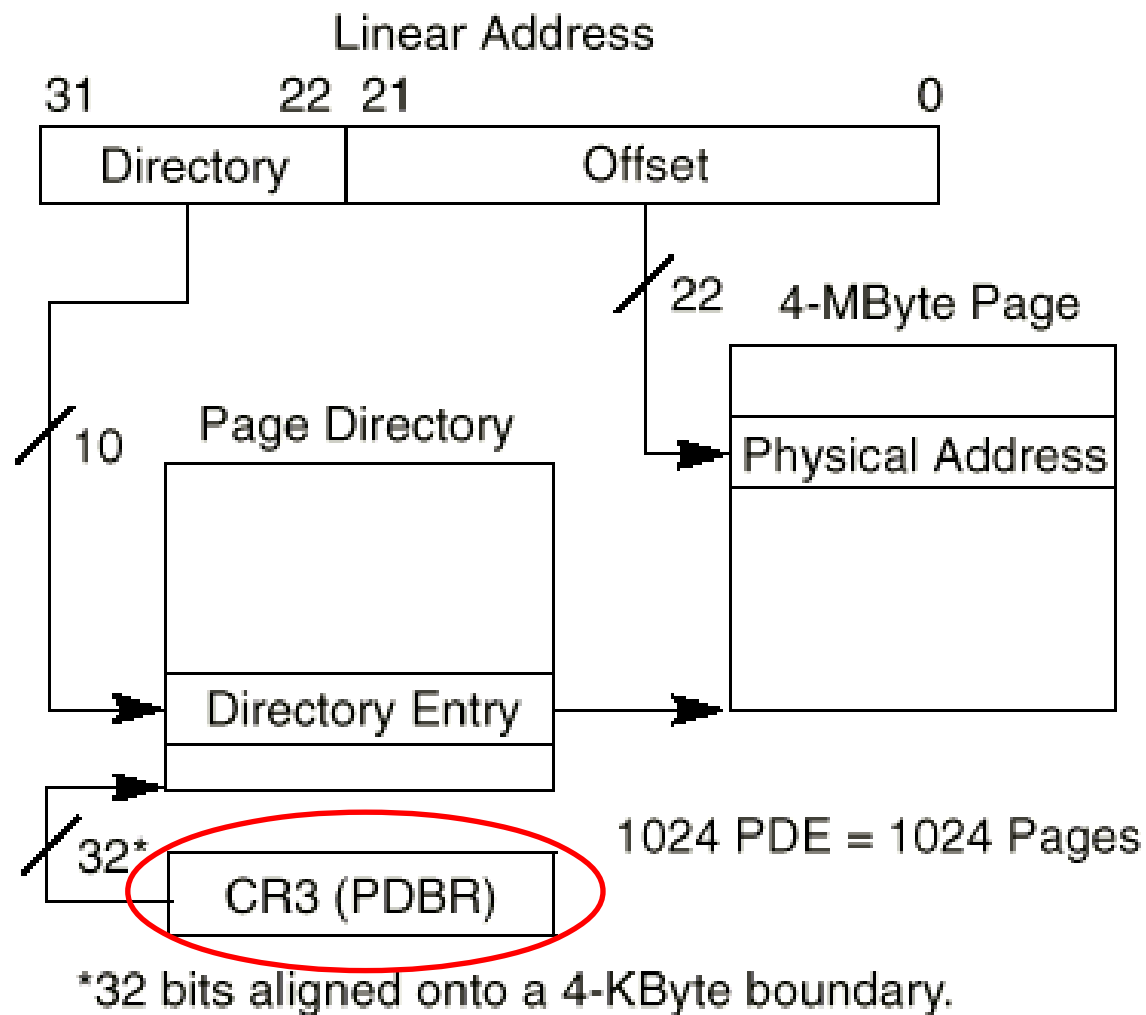 Linear Address
31 22 21 0
Directory Offset
22
4-MByte Page
10
Page Directory
Physical Address
Directory Entry
32*
1024 PDE = 1024 Pages
CR3 (PDBR)
*32 bits aligned onto a 4-KByte boundary.